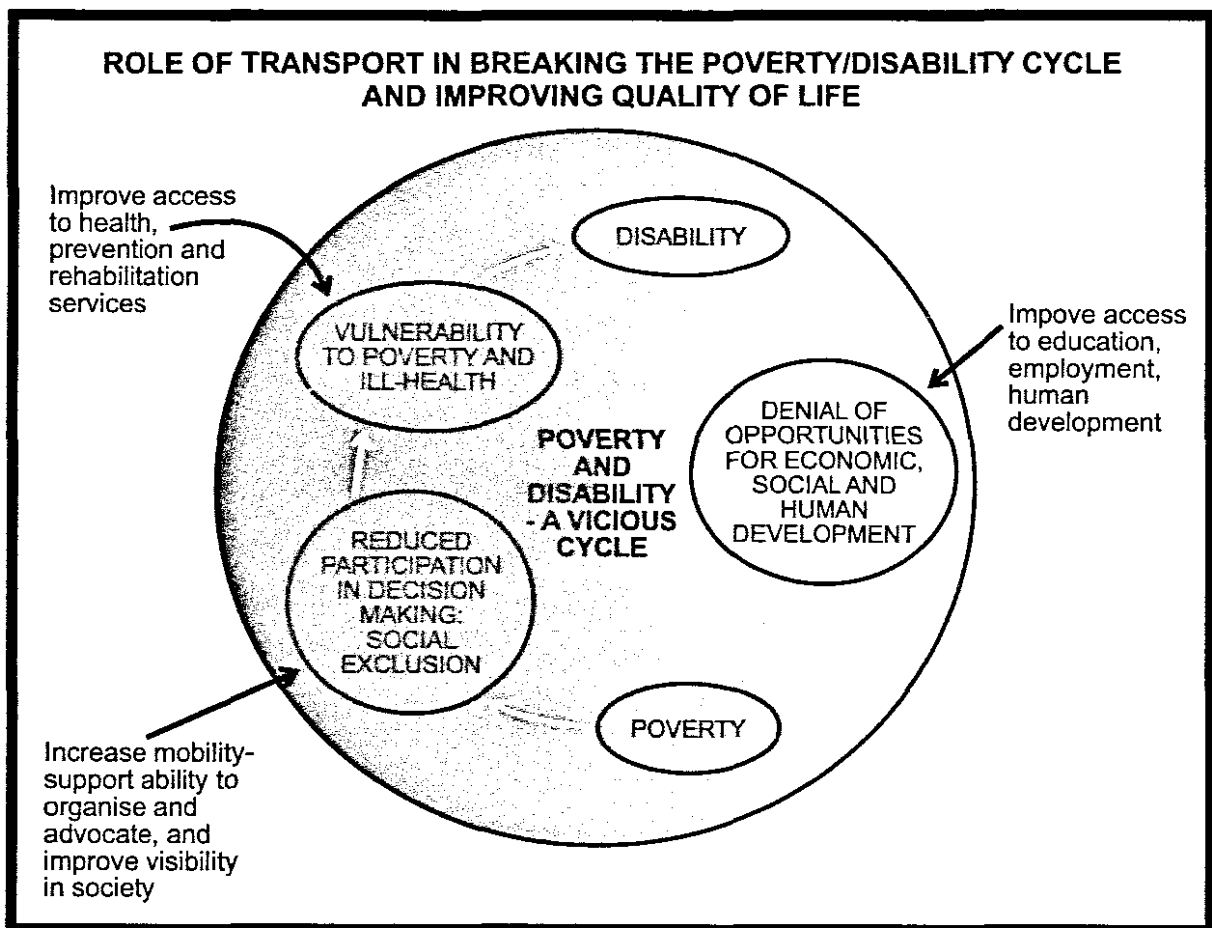 ROLE OF TRANSPORT IN BREAKING THE POVERTY/DISABILITY CYCLE
AND IMPROVING QUALITY OF LIFE
Improve access
to health,
prevention and
rehabilitation
services
DISABILITY
VULNERABILITY
TO POVERTY AND
ILL-HEALTH
Impove access
to education,
employment,
human
development
DENIAL OF
OPPORTUNITIES
FOR ECONOMIC,
SOCIAL AND
HUMAN
DEVELOPMENT
POVERTY
AND
DISABILITY
- A VICIOUS
CYCLE
REDUCED
PARTICIPATION
IN DECISION
MAKING:
SOCIAL
EXCLUSION
POVERTY
Increase mobility-
support ability to
organise and
advocate, and
improve visibility
in society